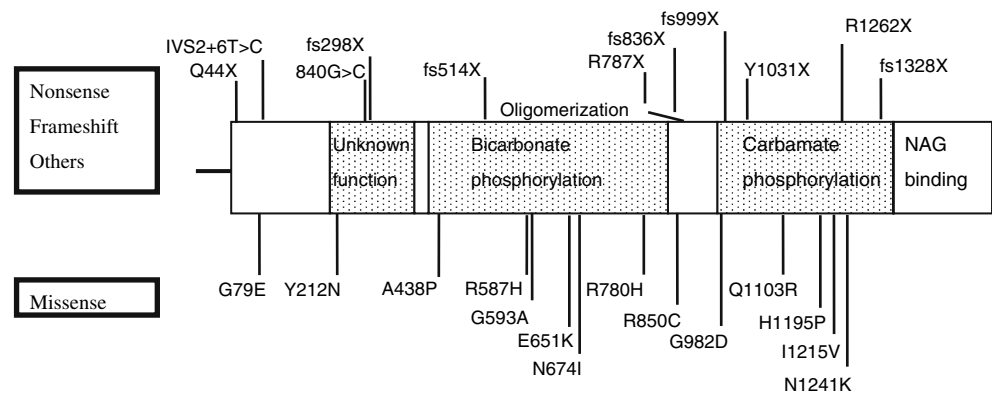 IVS2+6T>C
Q44X
fs298X
840G>C
fs514X
R787X
fs836X
fs999X
Y1031X
R1262X
fs1328X
Nonsense
Frameshift
Others
Oligomerization
Unknown
function
Bicarbonate
phosphorylation
Carbamate
phosphorylation
NAG
binding
Missense
G79E
Y212N
A438P
R587H
G593A
E651K
N674I
R780H
R850C
G982D
Q1103R
H1195P
I1215V
N1241K